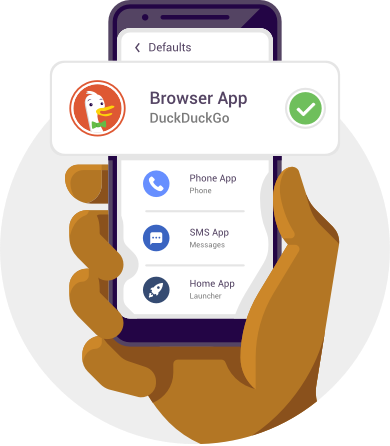 Defaults
Browser App
DuckDuckGo
Phone App
Phone
SMS App
Messages
Home App
Launcher